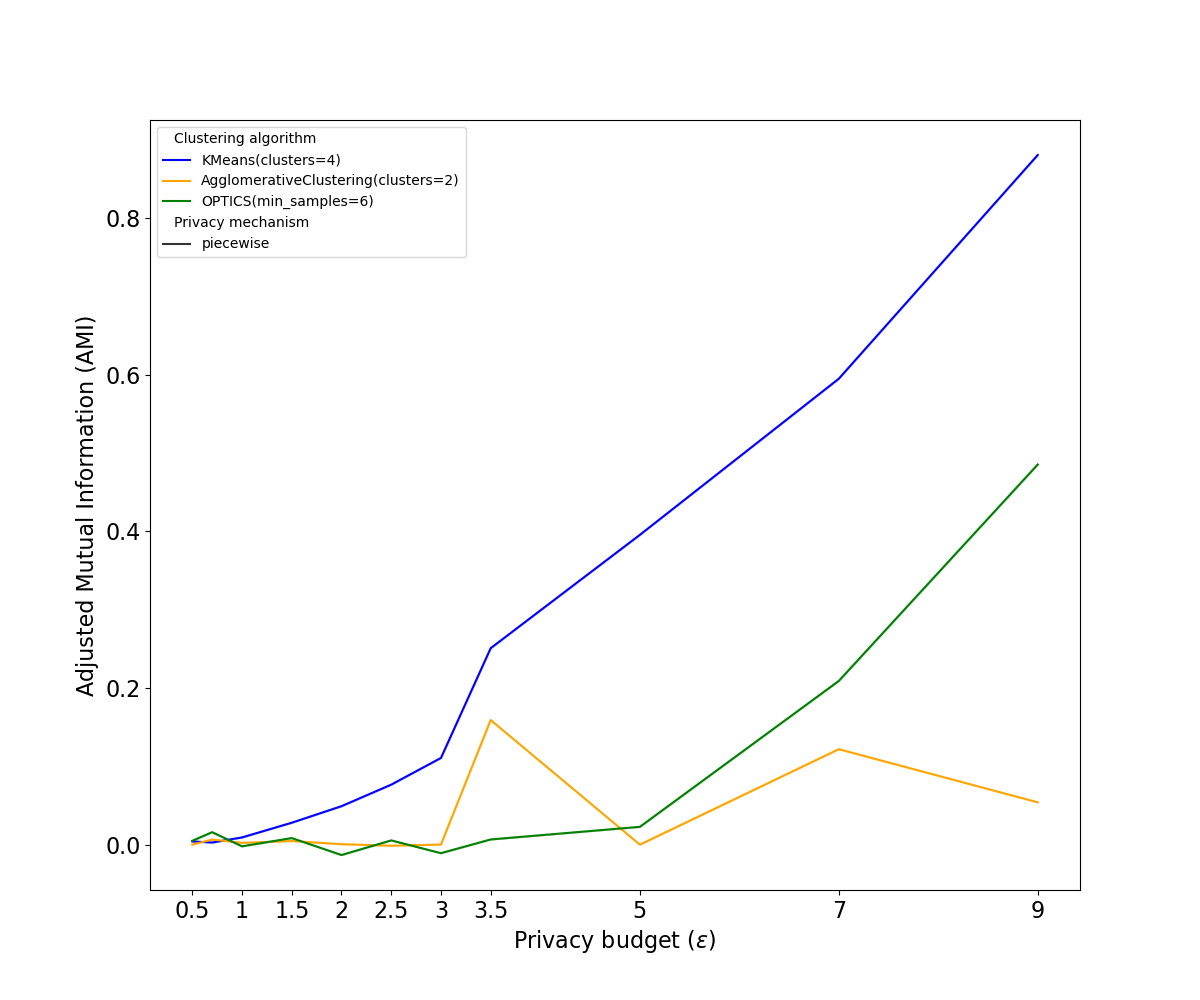 Clustering algorithm
KMeans(clusters=4)
AgglomerativeClustering(clusters=2)
OPTICS(min_samples=6)
Privacy mechanism
piecewise
Adjusted Mutual Information (AMI)
0.8
0.6
0.4
0.2
0.0
0.5 1 1.5 2 2.5 3 3.5 5 7 9
Privacy budget (ε)